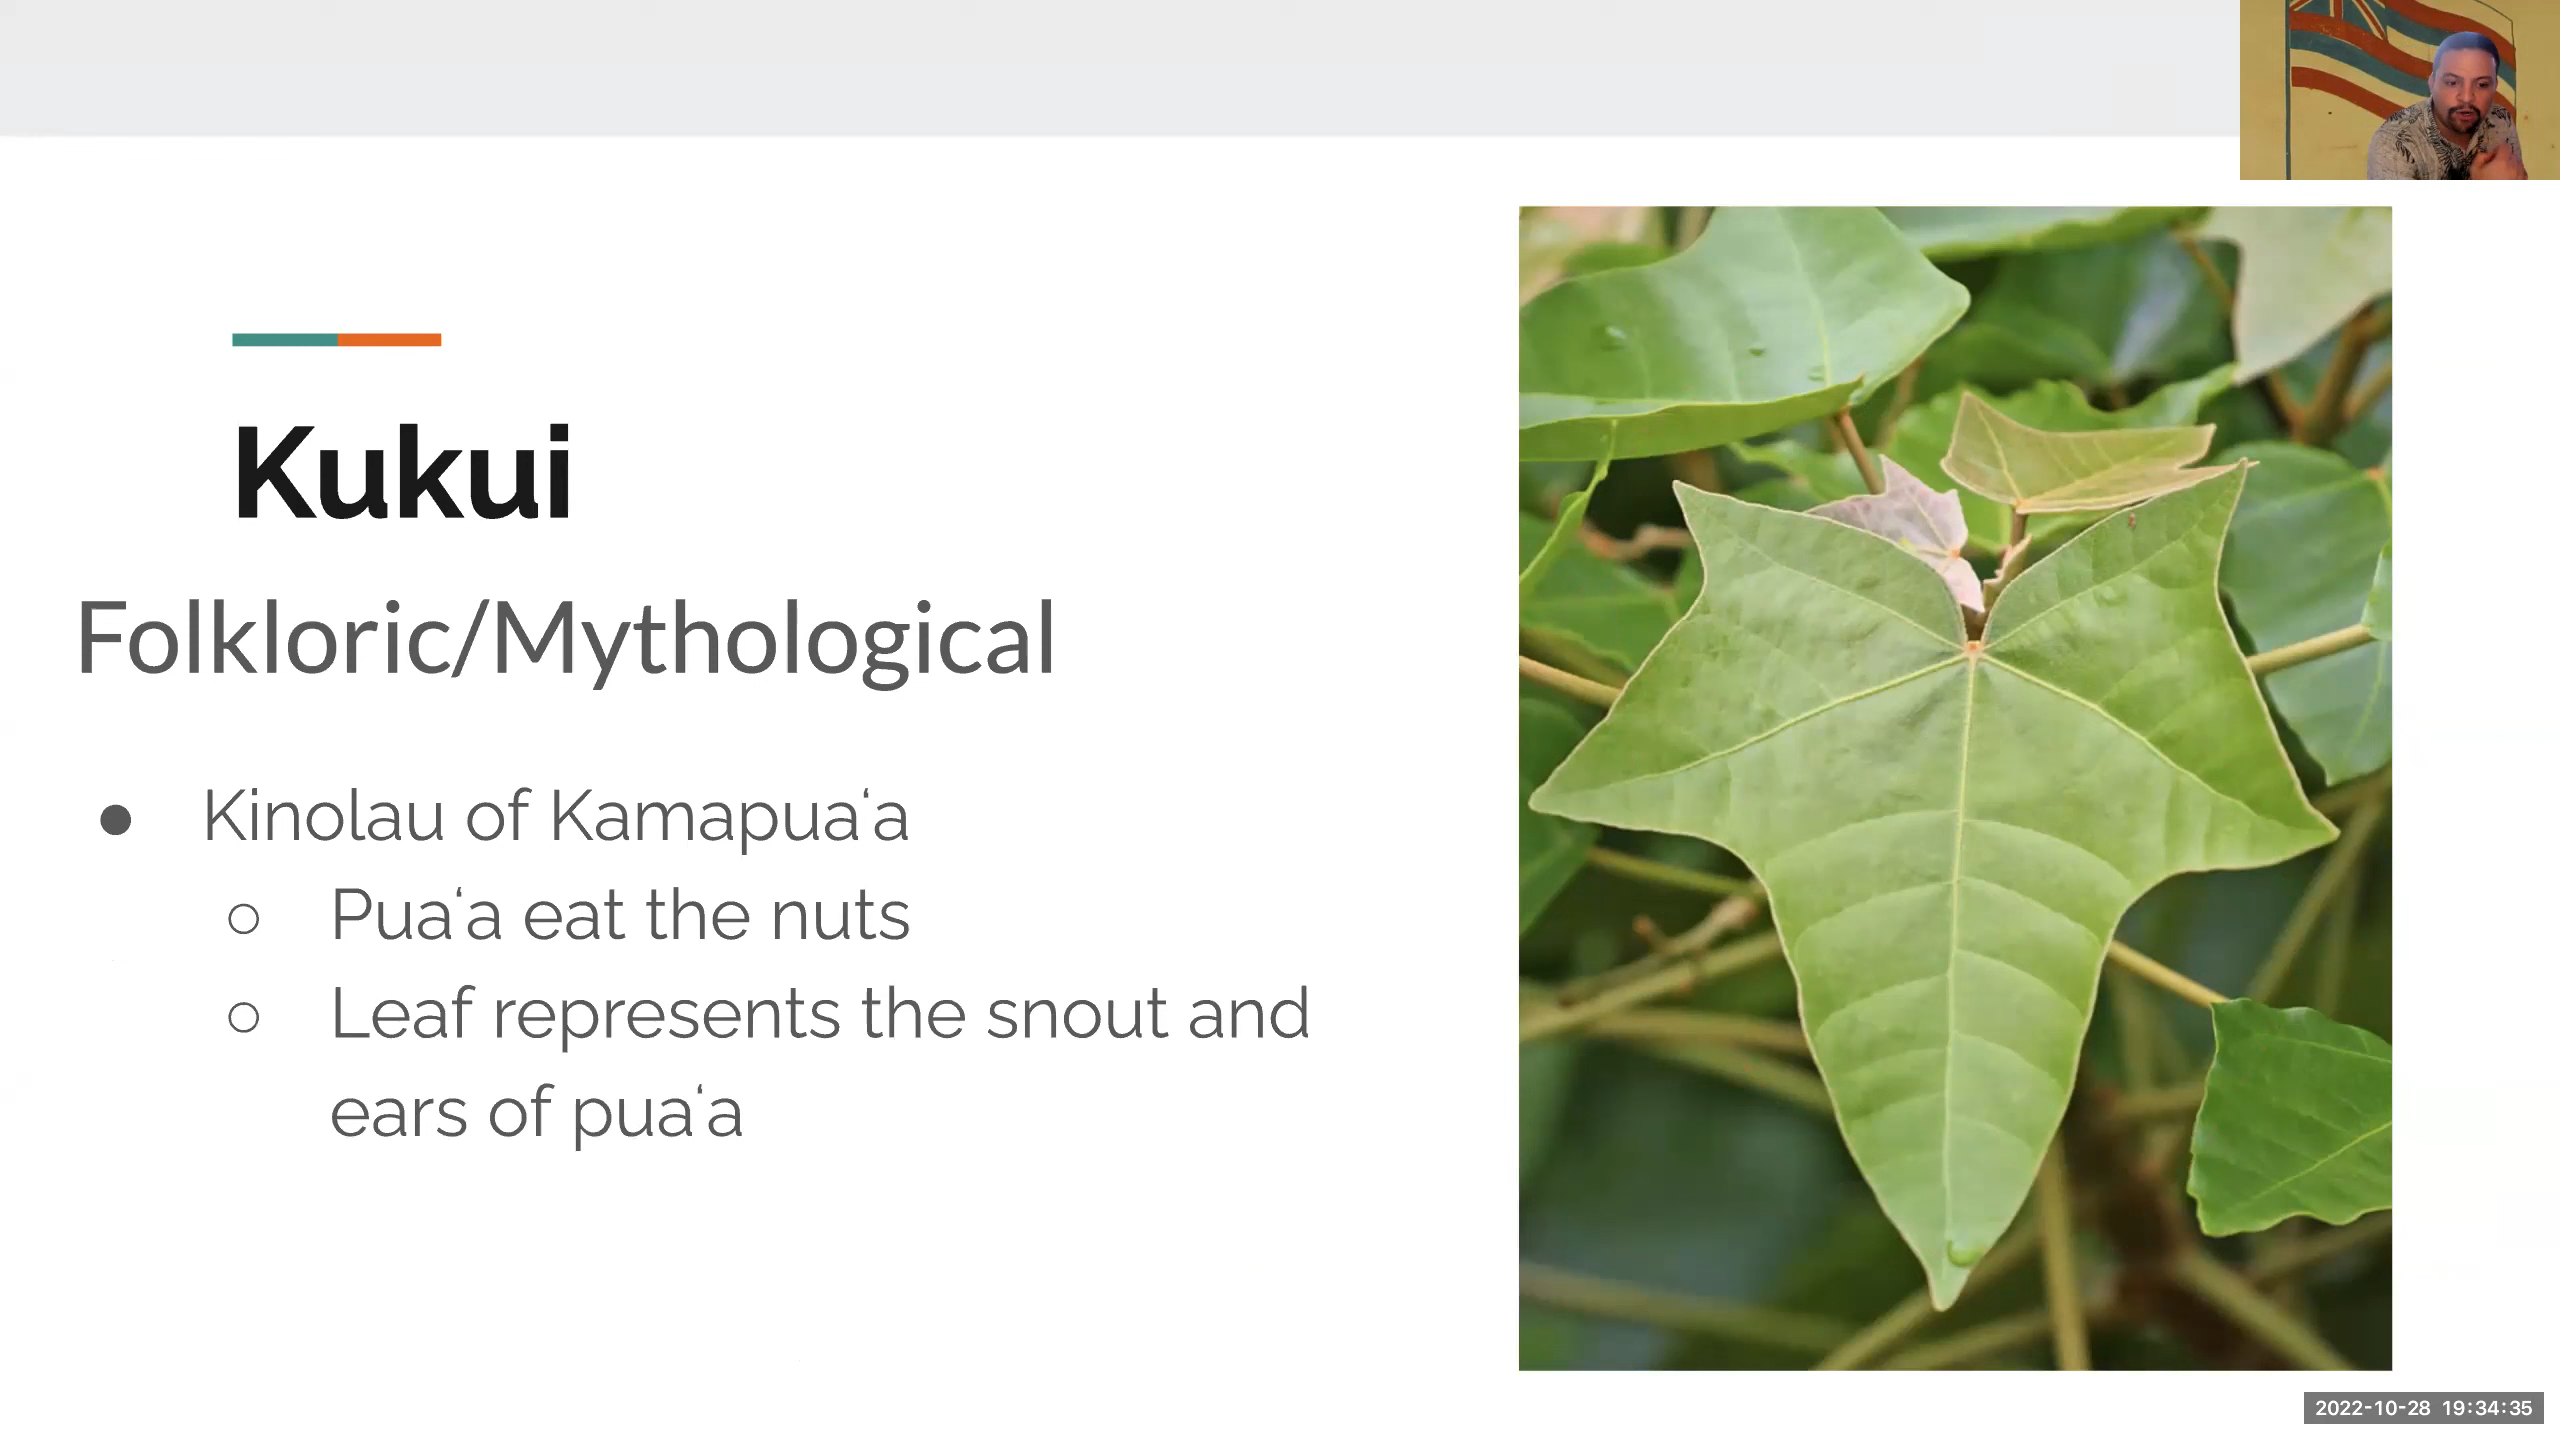 Kukui
Folkloric/Mythological
● Kinolau of Kamapuaʻa
○ Puaʻa eat the nuts
○ Leaf represents the snout and
ears of puaʻa
2022-10-28 19:34:35